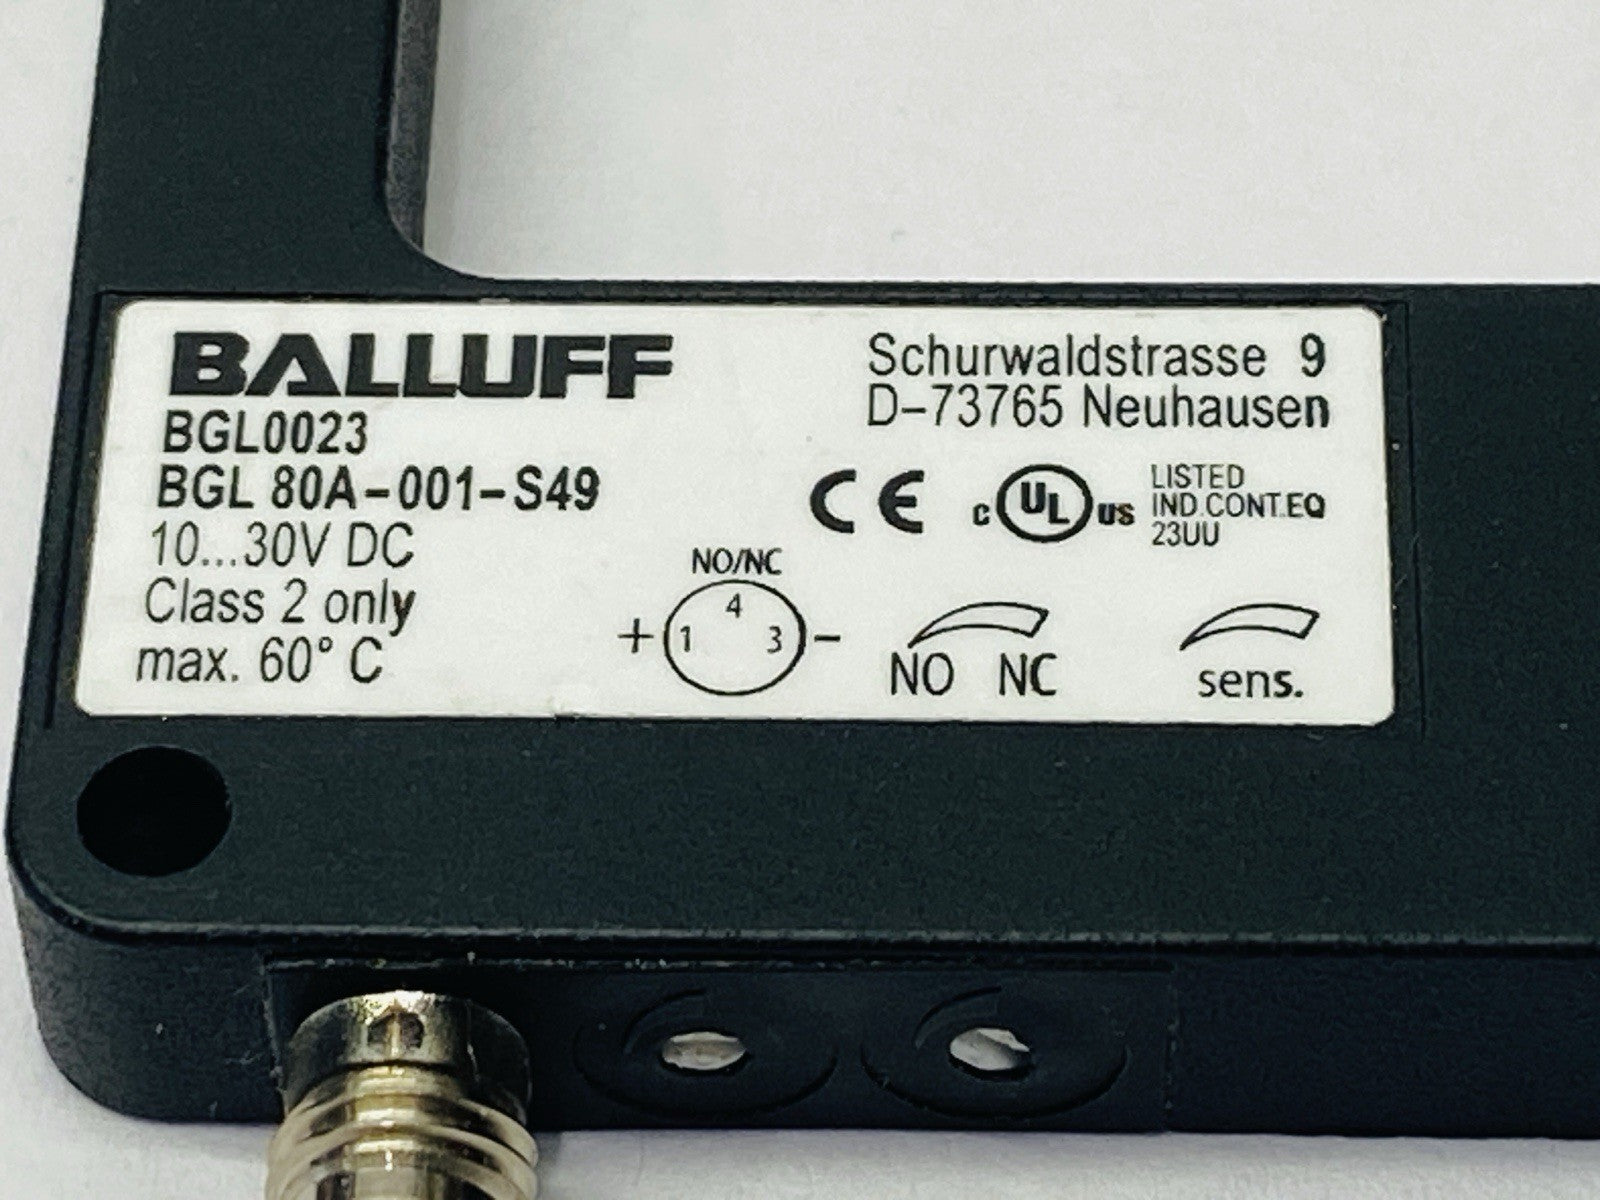 BALLUFF
BGL0023
BGL 80A-001-S49
10...30V DC
Class 2 only
max. 60° C
Schurwaldstrasse 9
D-73765 Neuhausen
CE
c UL us
LISTED
IND.CONT.EQ
23UU
NO/NC
4
+ 1 3 -
NO NC
sens.